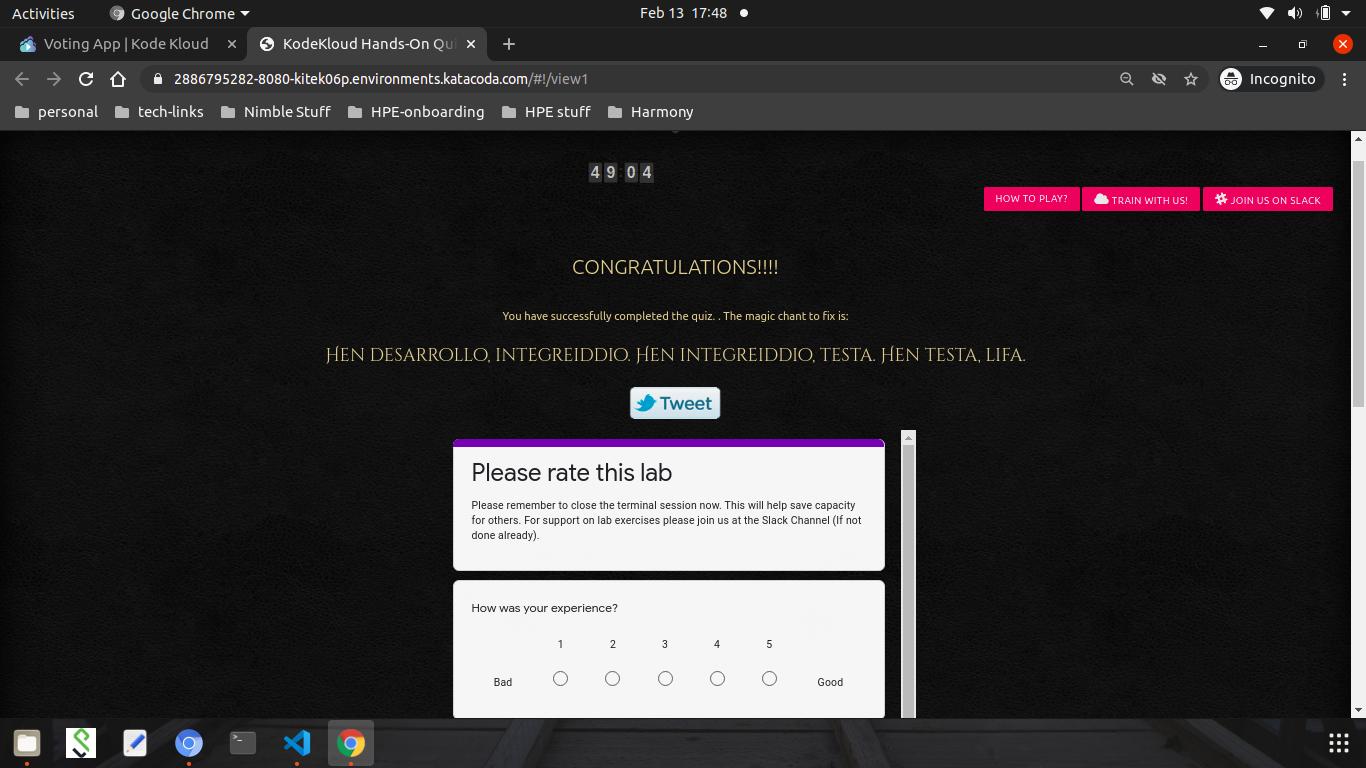 Activities Google Chrome Feb 13 17:48
Voting App | Kode Kloud KodeKloud Hands-On Qui
2886795282-8080-kitek06p.environments.katacoda.com/#!/view1 Incognito
personal tech-links Nimble Stuff HPE-onboarding HPE stuff Harmony
49:04
HOW TO PLAY? TRAIN WITH US! JOIN US ON SLACK
CONGRATULATIONS!!!!
You have successfully completed the quiz. . The magic chant to fix is:
Hen desarrollo, integreiddio. Hen integreiddio, testa. Hen testa, lifa.
Tweet
Please rate this lab
Please remember to close the terminal session now. This will help save capacity
for others. For support on lab exercises please join us at the Slack Channel (If not
done already).
How was your experience?
1 2 3 4 5
Bad Good